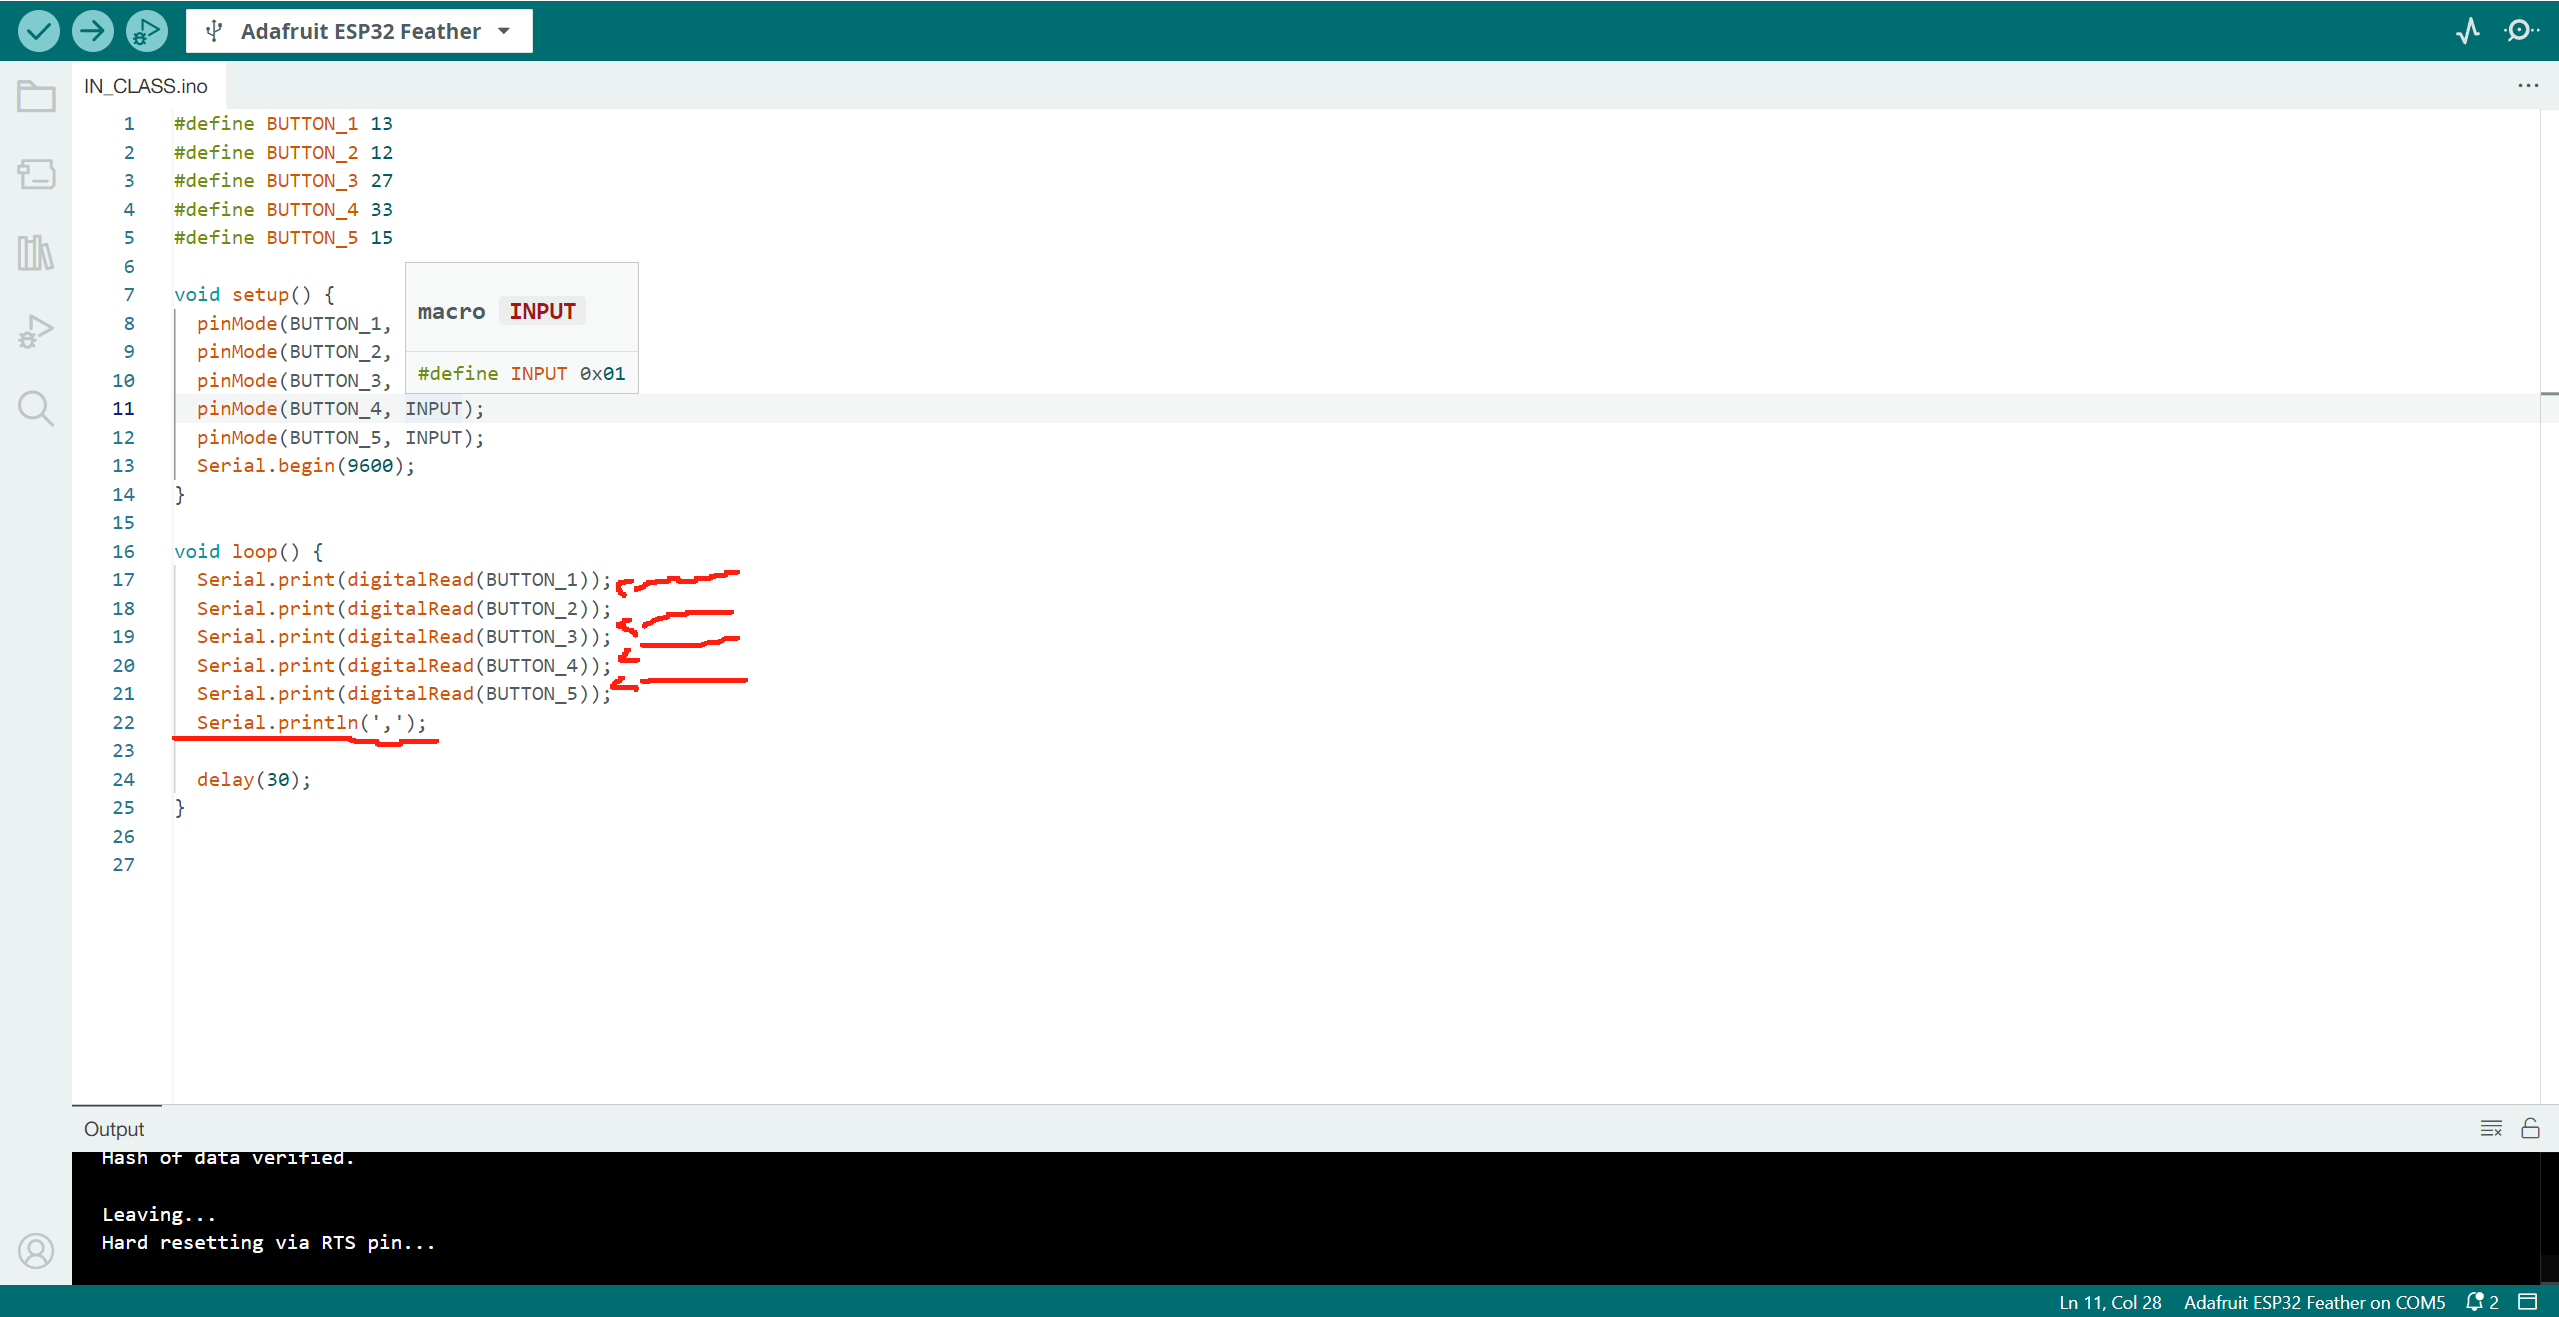 Adafruit ESP32 Feather
IN_CLASS.ino
...
1 #define BUTTON_1 13
2 #define BUTTON_2 12
3 #define BUTTON_3 27
4 #define BUTTON_4 33
5 #define BUTTON_5 15
6
7 void setup() {
macro INPUT
8 pinMode(BUTTON_1,
9 pinMode(BUTTON_2,
#define INPUT 0x01
10 pinMode(BUTTON_3,
11 pinMode(BUTTON_4, INPUT);
12 pinMode(BUTTON_5, INPUT);
13 Serial.begin(9600);
14 }
15
16 void loop() {
17 Serial.print(digitalRead(BUTTON_1));
18 Serial.print(digitalRead(BUTTON_2));
19 Serial.print(digitalRead(BUTTON_3));
20 Serial.print(digitalRead(BUTTON_4));
21 Serial.print(digitalRead(BUTTON_5));
22 Serial.println(',');
23
24 delay(30);
25 }
26
27
Output
Hash of data verified.
Leaving...
Hard resetting via RTS pin...
Ln 11, Col 28 Adafruit ESP32 Feather on COM5 2